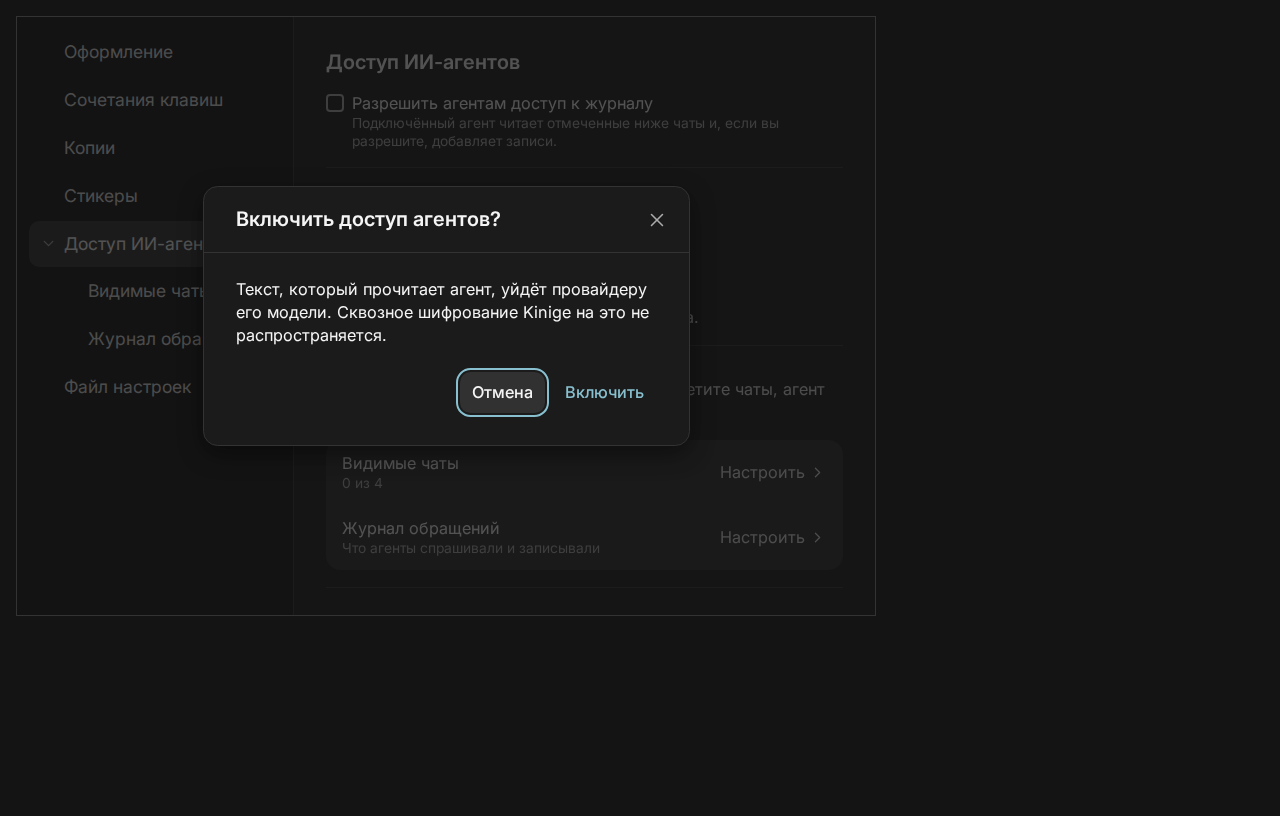 Оформление
Сочетания клавиш
Копии
Стикеры
Доступ ИИ-аген
Видимые чаты
Журнал обра
Файл настроек
Доступ ИИ-агентов
Разрешить агентам доступ к журналу
Подключённый агент читает отмеченные ниже чаты и, если вы
разрешите, добавляет записи.
Включить доступ агентов?
Текст, который прочитает агент, уйдёт провайдеру
его модели. Сквозное шифрование Kinige на это не
распространяется.
Отмена
Включить
а.
етите чаты, агент
Видимые чаты
0 из 4
Настроить
Журнал обращений
Что агенты спрашивали и записывали
Настроить